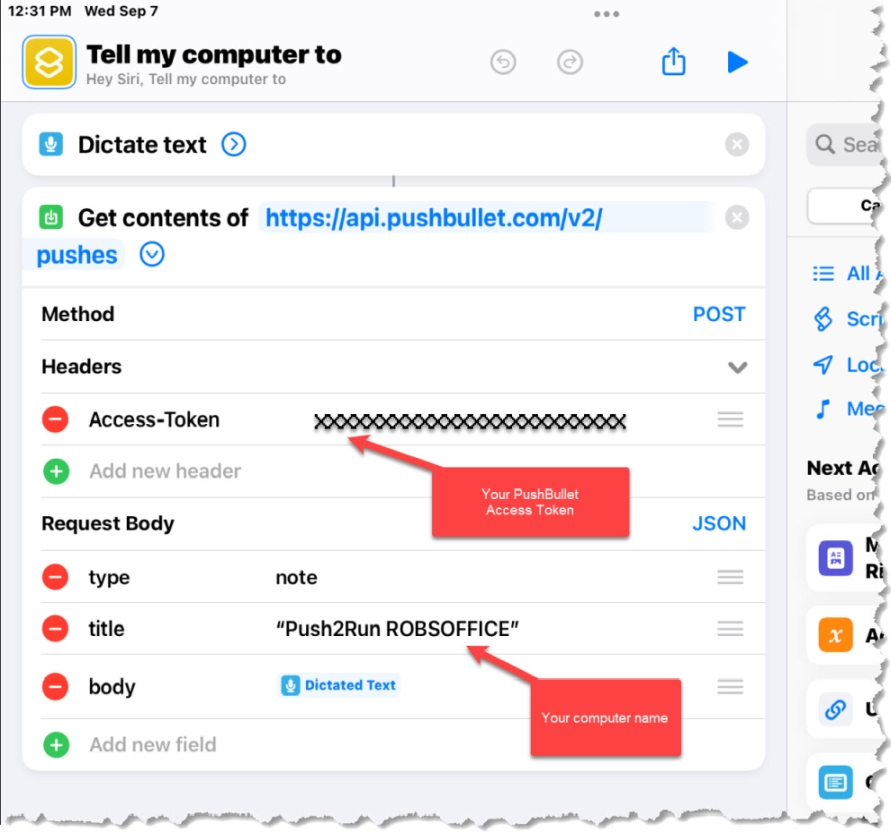 12:31 PM Wed Sep 7
Tell my computer to
Hey Siri, Tell my computer to
Dictate text
Sea
Get contents of https://api.pushbullet.com/v2/
pushes
Ca
All A
Method POST
Scri
Headers
Loc
Access-Token XXXXXXXXXXXXXXXXXXXXXXXX
Me
Add new header
Your PushBullet
Access Token
Next Ac
Based on
Request Body JSON
type note
title “Push2Run ROBSOFFICE”
body Dictated Text
Your computer name
Add new field